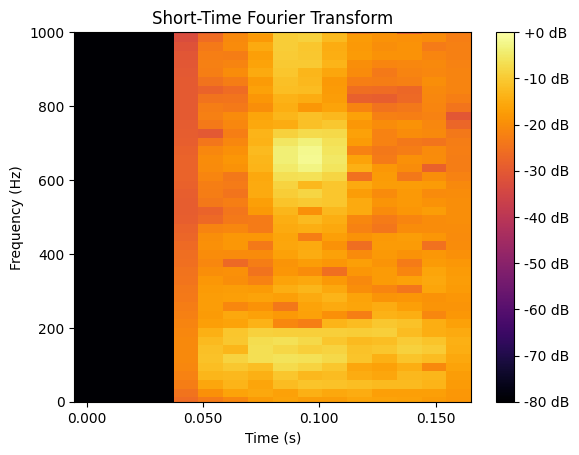 Short-Time Fourier Transform
1000
800
600
400
200
0
Frequency (Hz)
0.000
0.050
0.100
0.150
Time (s)
+0 dB
-10 dB
-20 dB
-30 dB
-40 dB
-50 dB
-60 dB
-70 dB
-80 dB